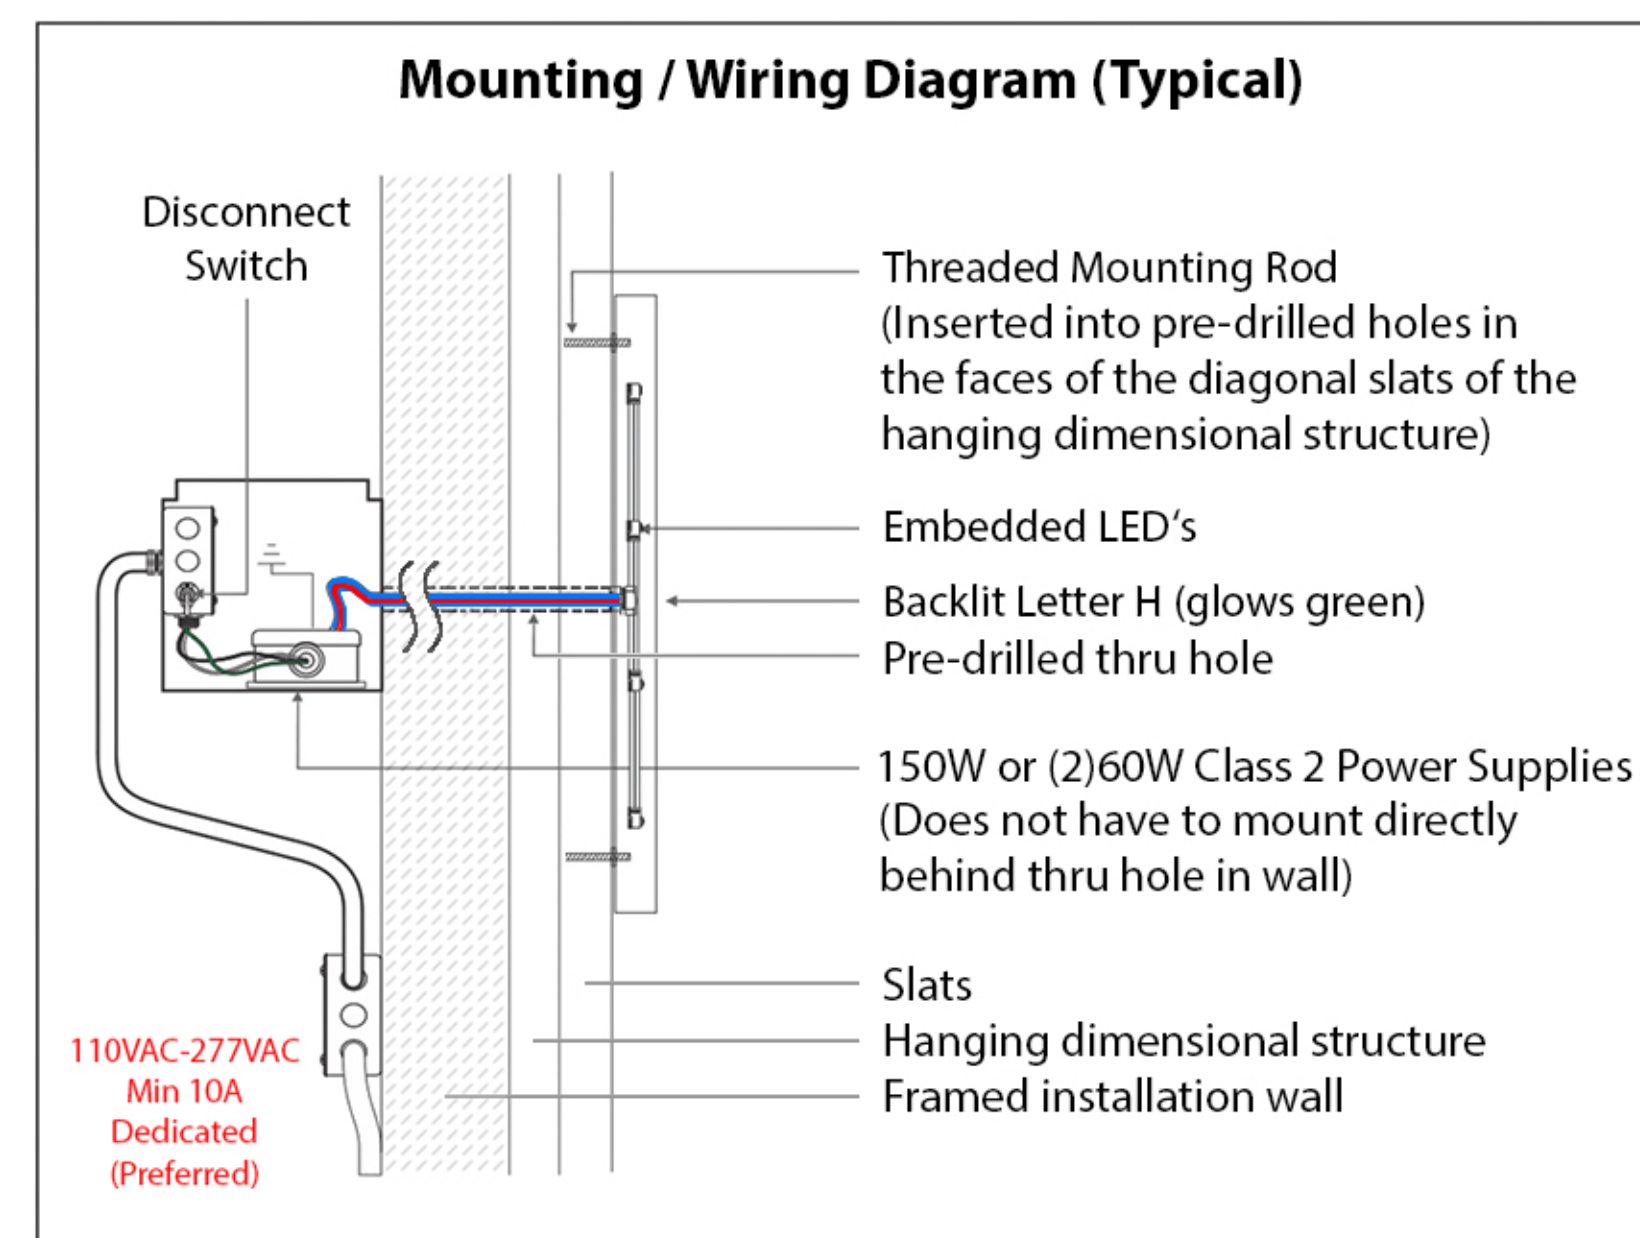 Mounting / Wiring Diagram (Typical)
Disconnect
Switch
Threaded Mounting Rod
(Inserted into pre-drilled holes in
the faces of the diagonal slats of the
hanging dimensional structure)
Embedded LED‘s
Backlit Letter H (glows green)
Pre-drilled thru hole
150W or (2)60W Class 2 Power Supplies
(Does not have to mount directly
behind thru hole in wall)
Slats
Hanging dimensional structure
Framed installation wall
110VAC-277VAC
Min 10A
Dedicated
(Preferred)